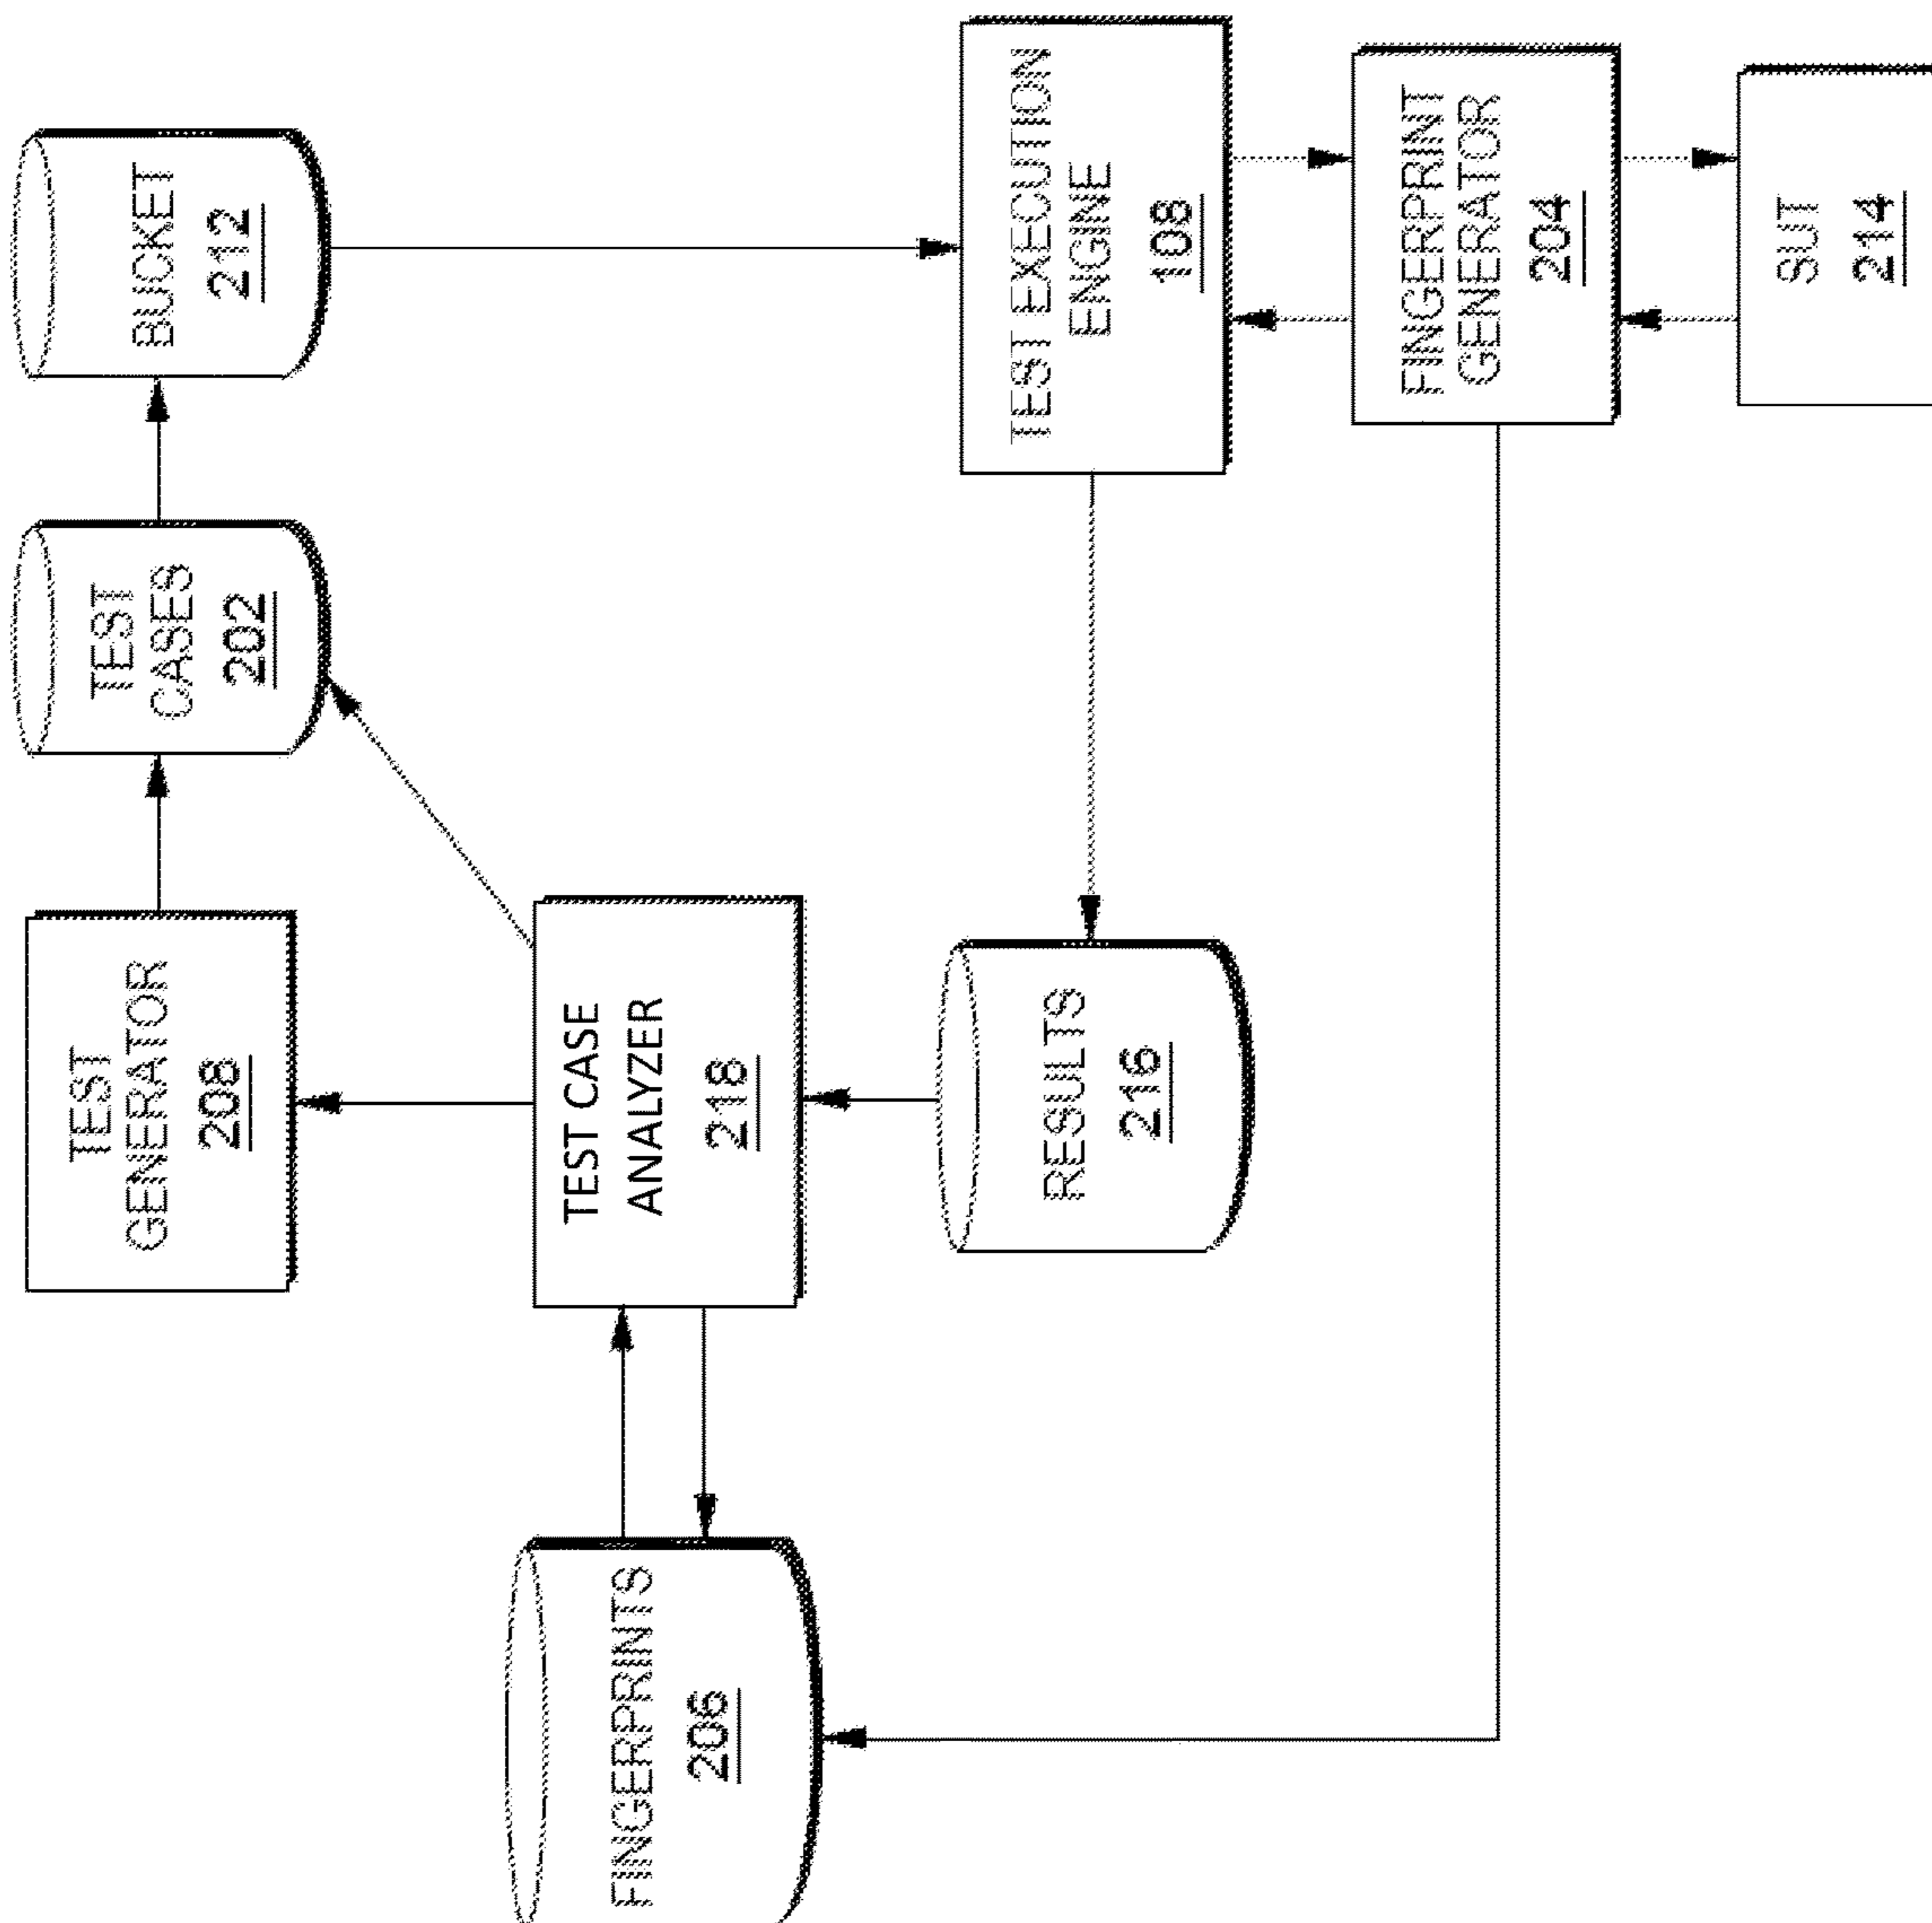 BUCKET
212
TEST
CASES
202
TEST
GENERATOR
208
TEST CASE
ANALYZER
218
FINGERPRINTS
206
RESULTS
216
TEST EXECUTION
ENGINE
108
FINGERPRINT
GENERATOR
204
SUT
214